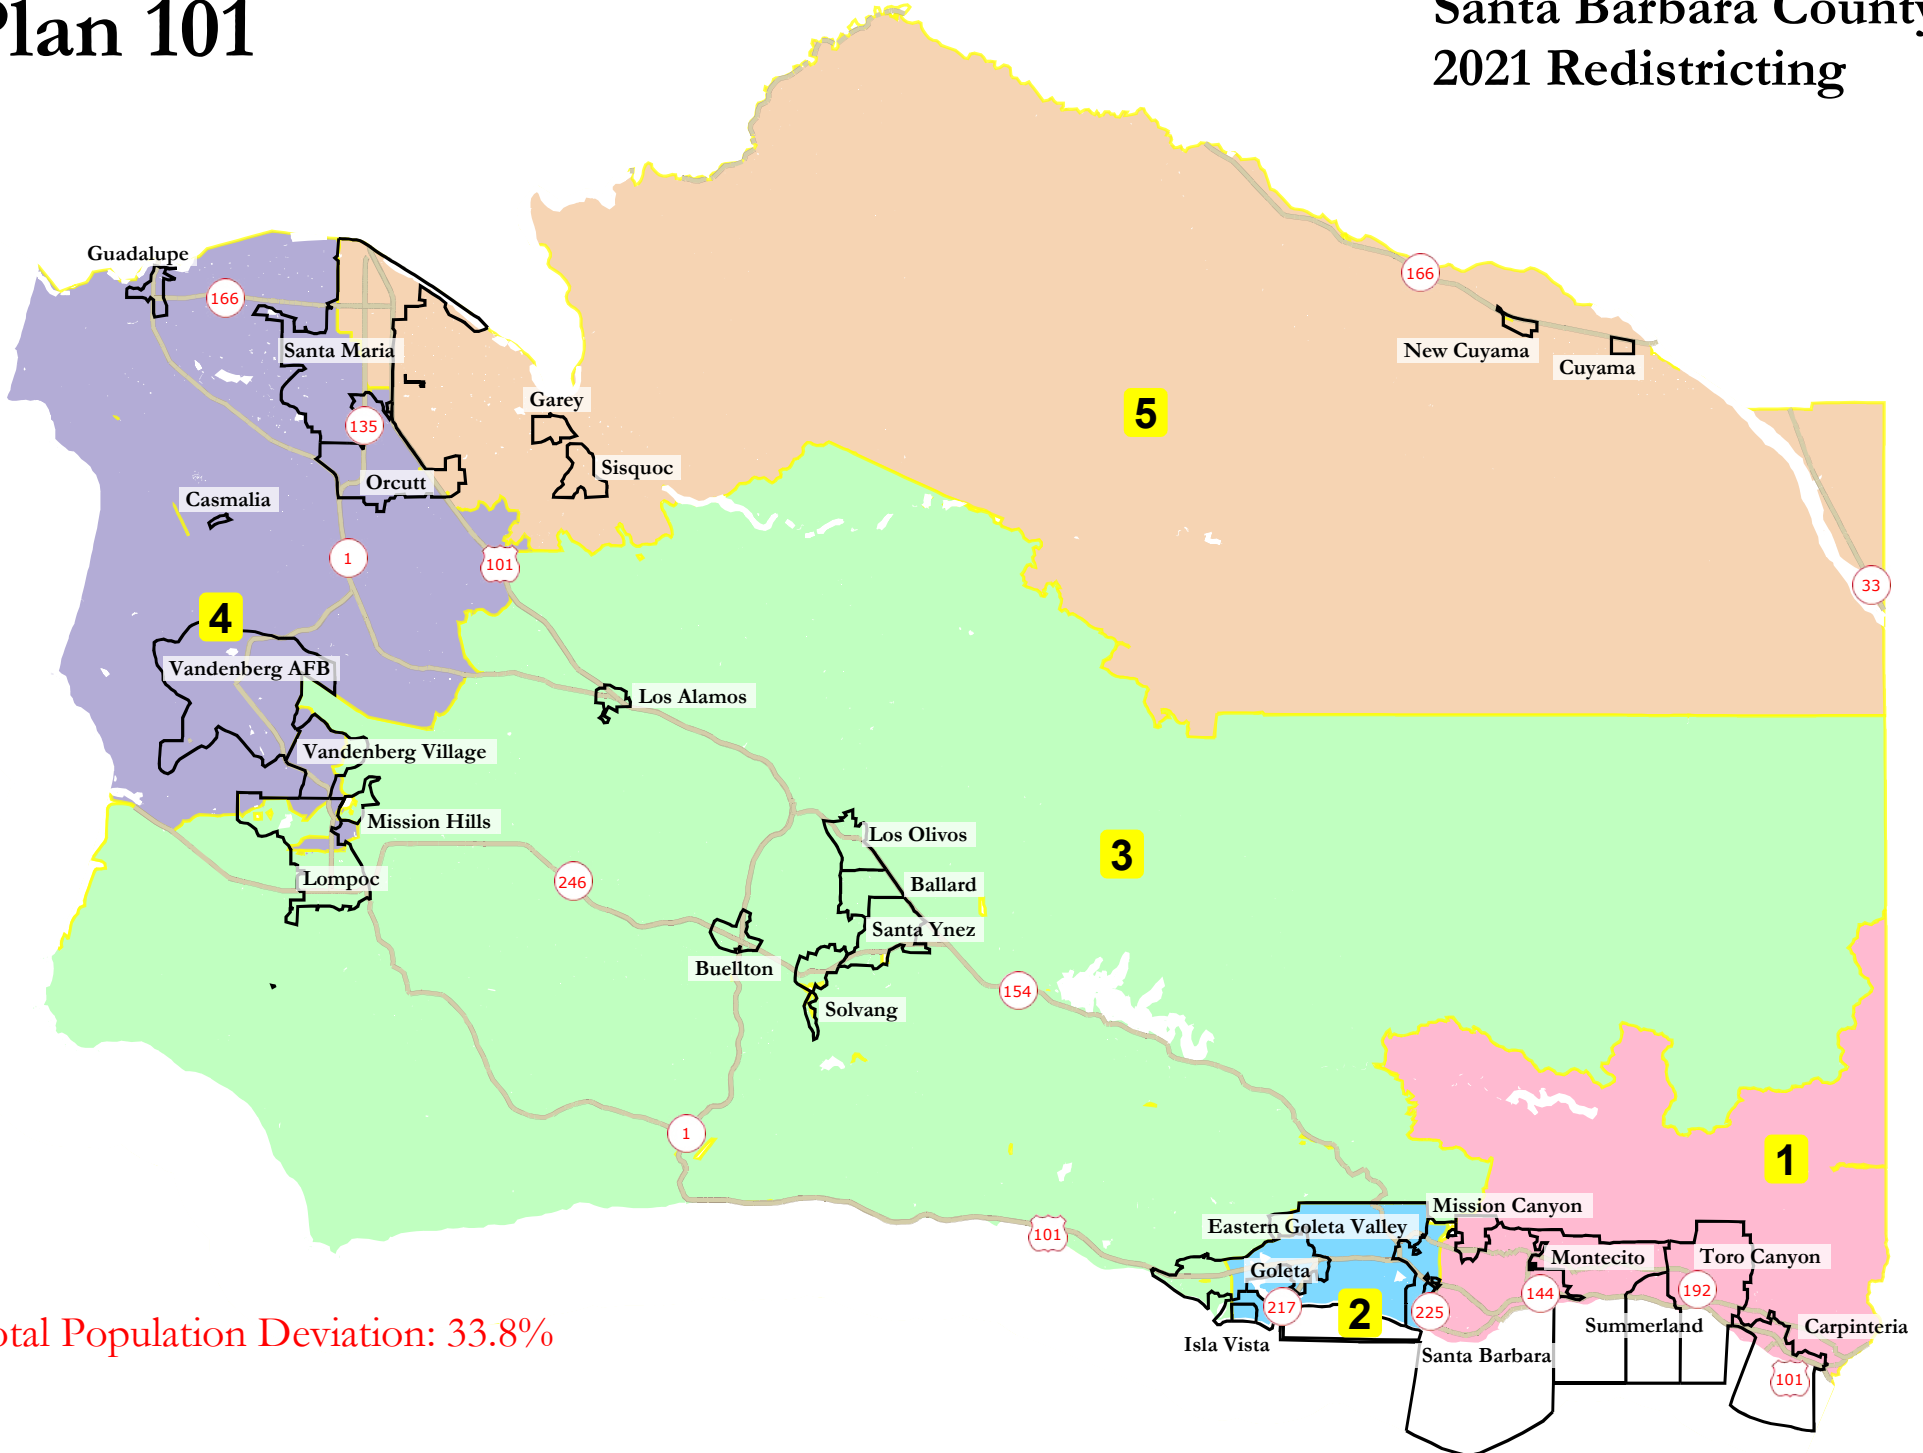 Plan 101
Santa Barbara County
2021 Redistricting
Guadalupe
166
166
Santa Maria
New Cuyama
Cuyama
Garey
5
135
Sisquoc
Orcutt
Casmalia
1
101
33
4
Vandenberg AFB
Los Alamos
Vandenberg Village
Mission Hills
Los Olivos
3
Lompoc
246
Ballard
Santa Ynez
Buellton
154
Solvang
1
1
Mission Canyon
Eastern Goleta Valley
101
Montecito
Toro Canyon
Goleta
144
192
217
2
225
Summerland
Carpinteria
Isla Vista
Santa Barbara
101
otal Population Deviation: 33.8%